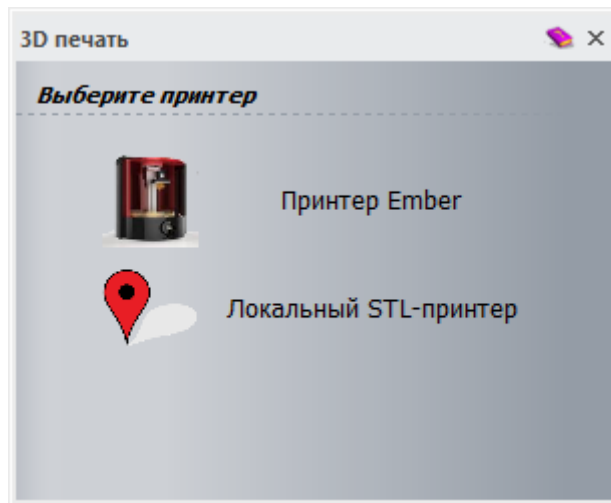 3D печать
Выберите принтер
Принтер Ember
Локальный STL-принтер